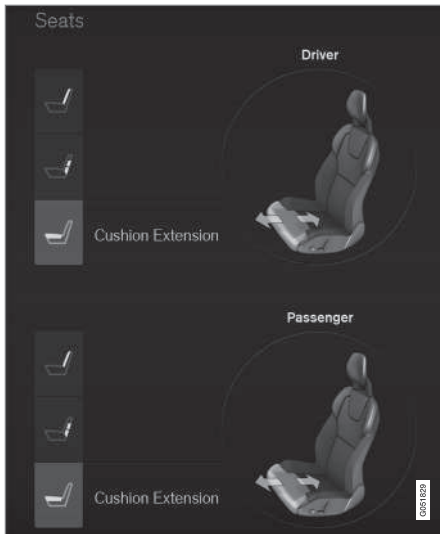 Seats
Driver
Cushion Extension
Passenger
Cushion Extension
G051829